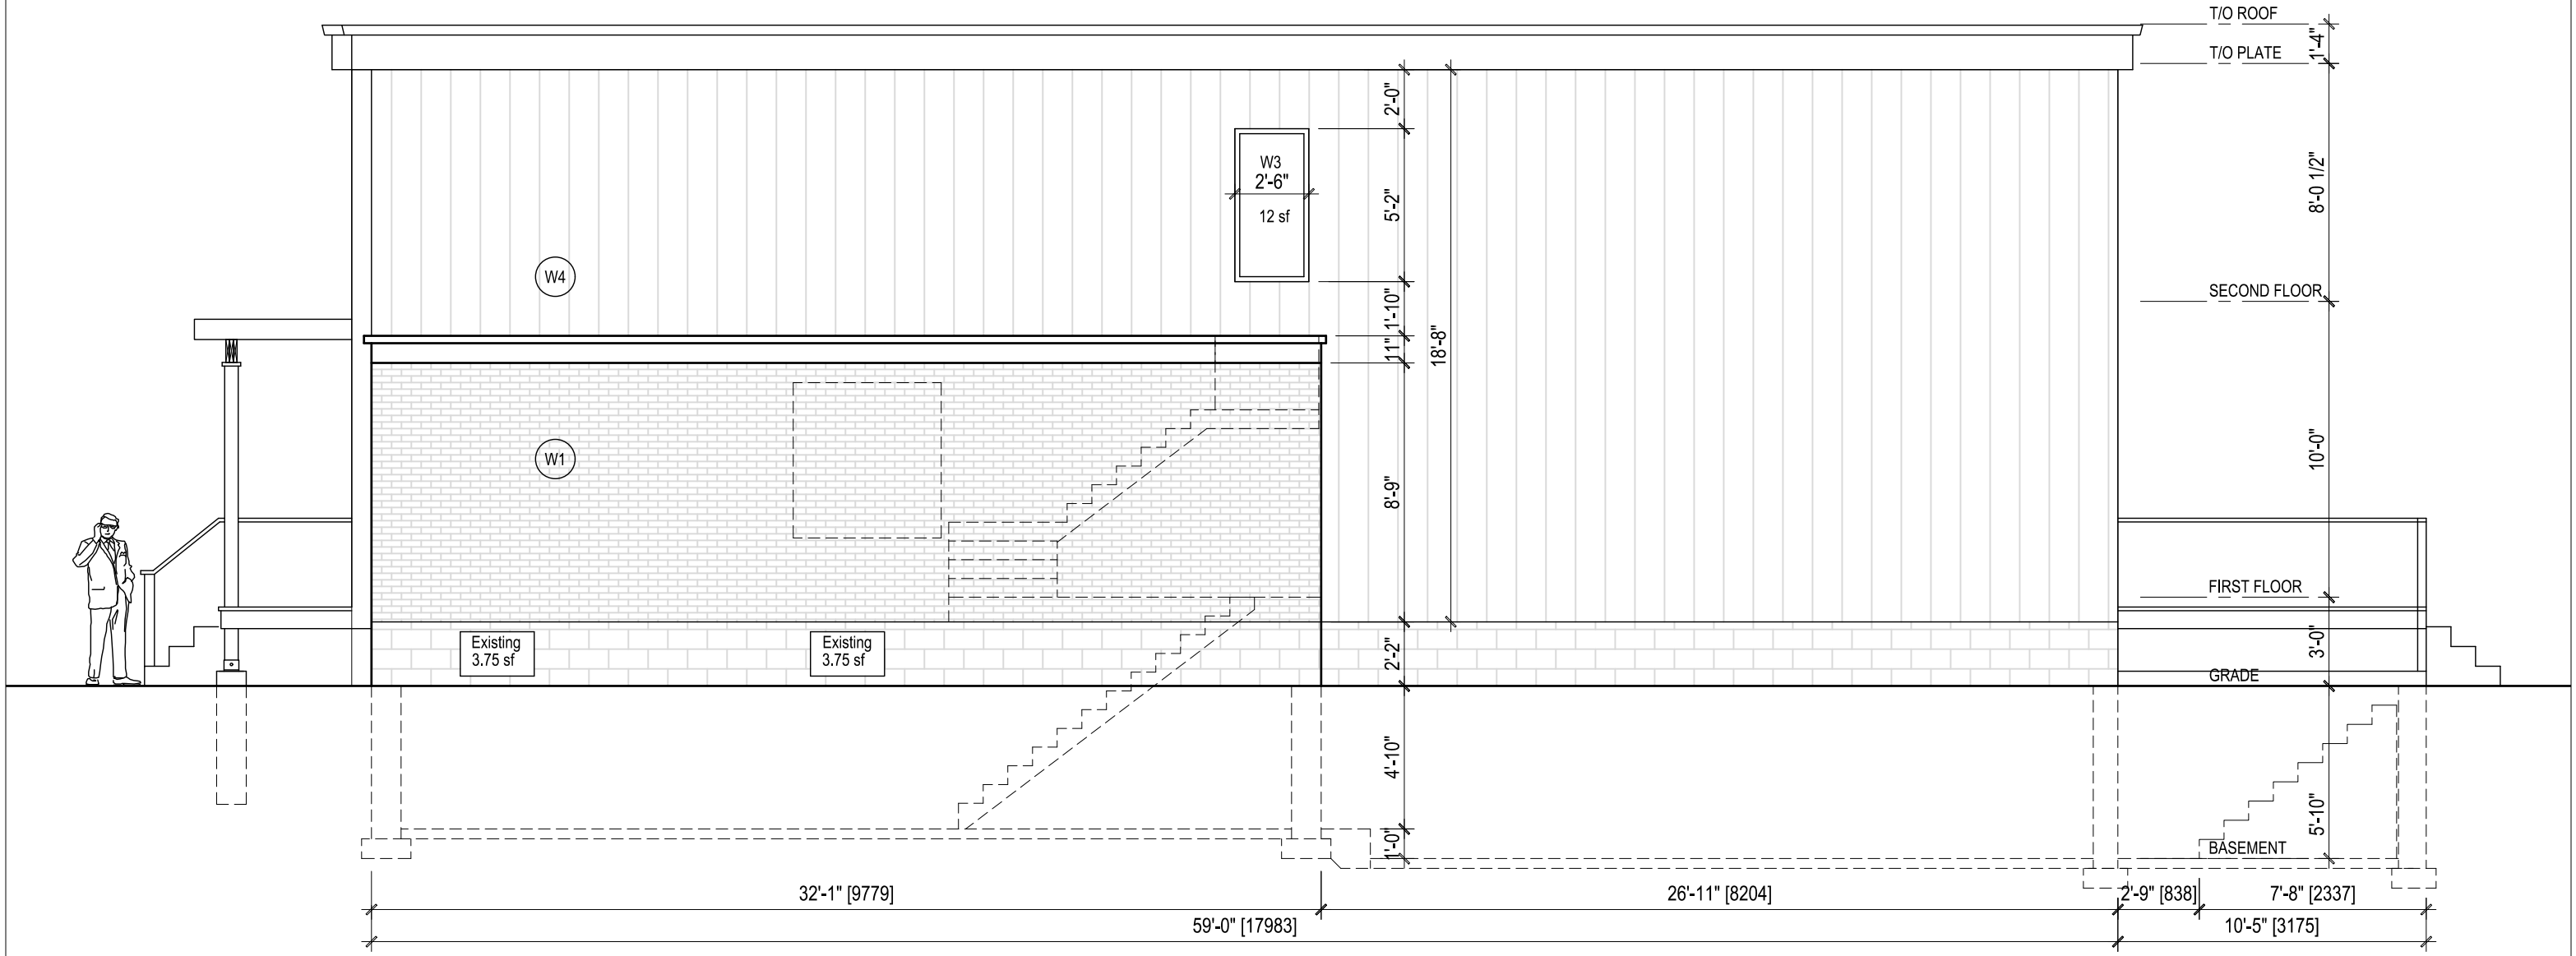 T/O ROOF
1'-4"
T/O PLATE
2'-0"
W3
2'-6"
12 sf
5'-2"
8'-0 1/2"
W4
SECOND FLOOR
1'-10"
11"
18'-8"
W1
8'-9"
10'-0"
FIRST FLOOR
Existing
3.75 sf
Existing
3.75 sf
2'-2"
3'-0"
GRADE
4'-10"
1'-0"
5'-10"
BASEMENT
32'-1" [9779]
26'-11" [8204]
2'-9" [838]
7'-8" [2337]
59'-0" [17983]
10'-5" [3175]